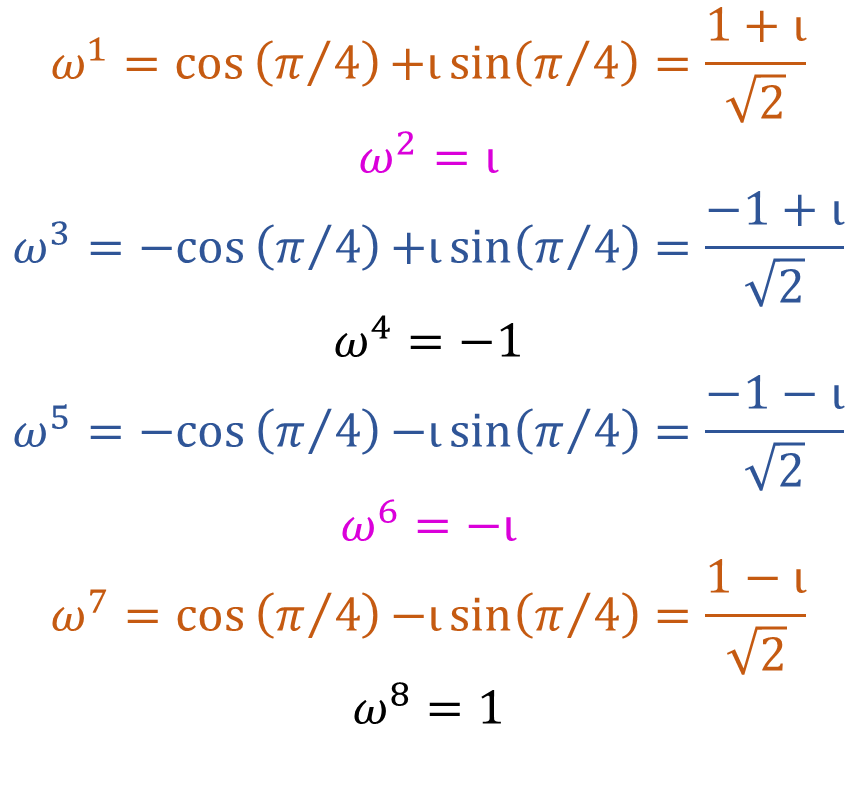 ω¹ = cos (π/4) +ι sin(π/4) = (1 + ι)/√2
ω² = ι
ω³ = −cos (π/4) +ι sin(π/4) = (−1 + ι)/√2
ω⁴ = −1
ω⁵ = −cos (π/4) −ι sin(π/4) = (−1 − ι)/√2
ω⁶ = −ι
ω⁷ = cos (π/4) −ι sin(π/4) = (1 − ι)/√2
ω⁸ = 1